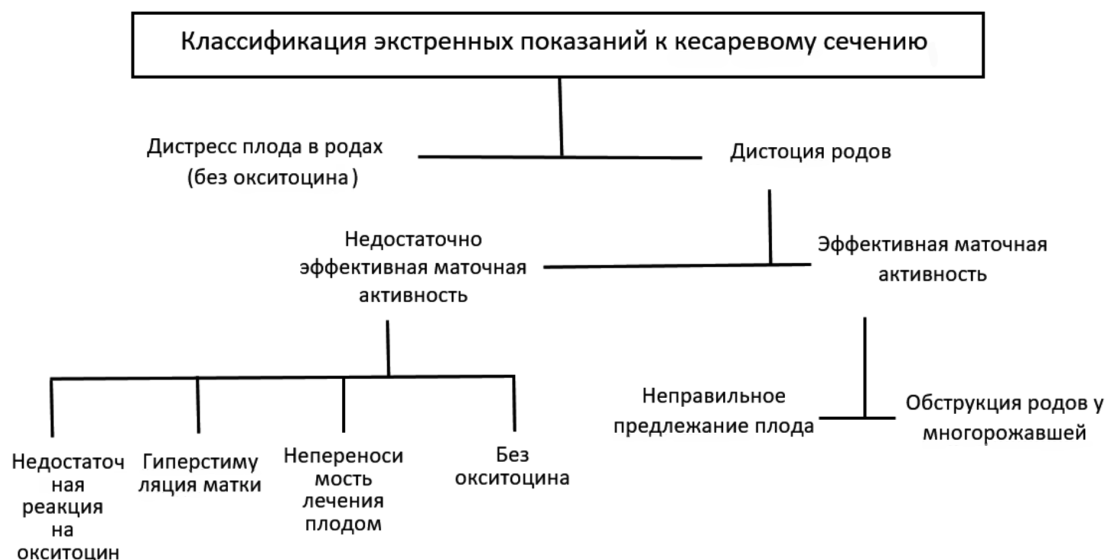 Классификация экстренных показаний к кесаревому сечению
Дистресс плода в родах
(без окситоцина)
Дистоция родов
Недостаточно
эффективная маточная
активность
Эффективная маточная
активность
Неправильное
предлежание плода
Обструкция родов у
многорожавшей
Недостаточ
ная
реакция
на
окситоцин
Гиперстиму
ляция матки
Непереноси
мость
лечения
плодом
Без
окситоцина